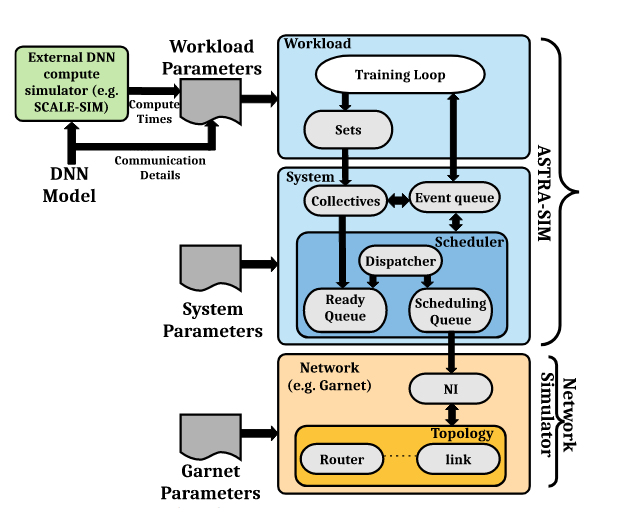 External DNN
compute
simulator (e.g.
SCALE-SIM)
Workload
Parameters
Compute
Times
Communication
Details
DNN
Model
Workload
Training Loop
Sets
System
Collectives
Event queue
Scheduler
Dispatcher
Ready
Queue
Scheduling
Queue
System
Parameters
ASTRA-SIM
Network
(e.g. Garnet)
NI
Topology
Router
link
Garnet
Parameters
Network
Simulator